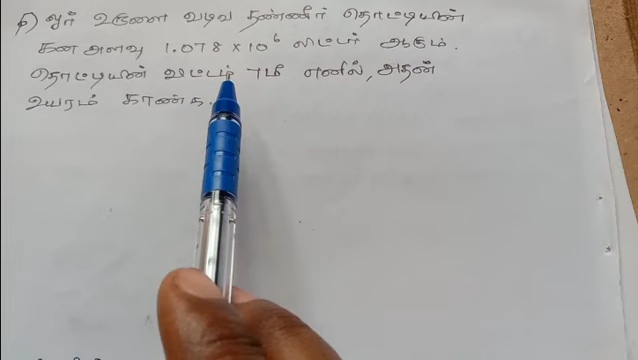 6) ஓர் உருளை வடிவ தண்ணீர் தொட்டியின்
கன அளவு 1.078 × 10⁶ லிட்டர் ஆகும்.
தொட்டியின் விட்டம் 7மீ எனில், அதன்
உயரம் காண்க.